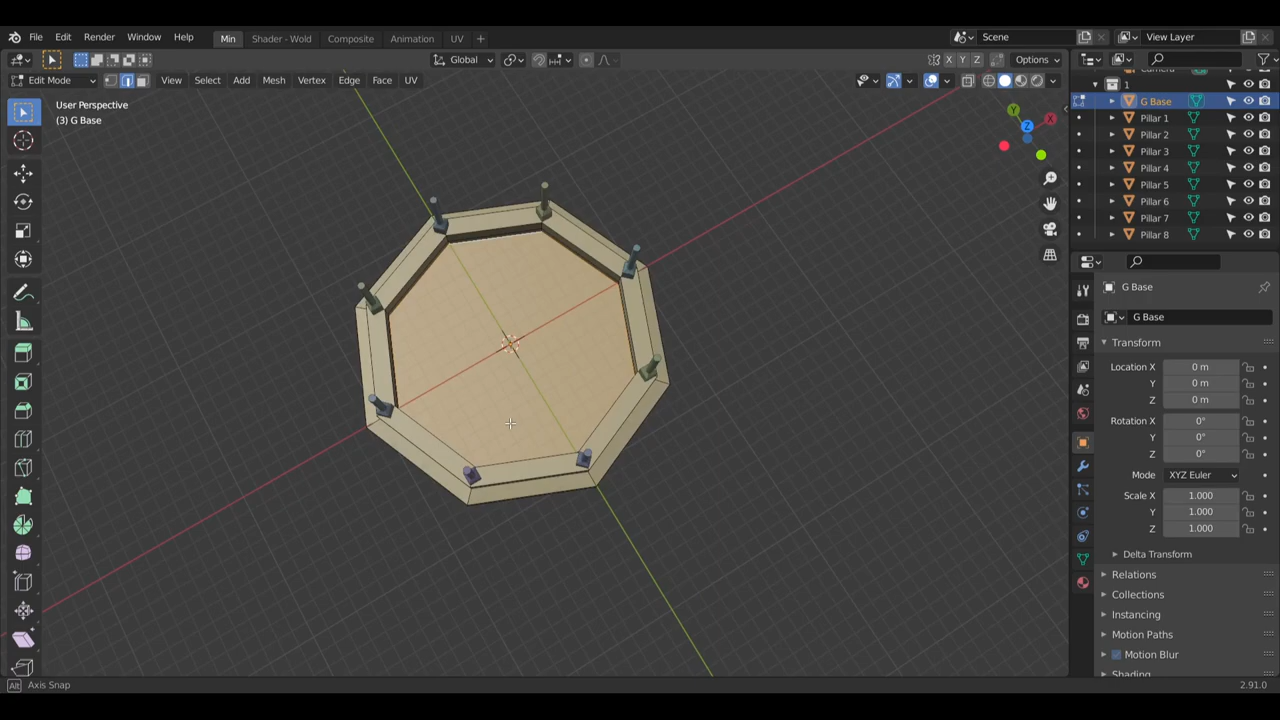 File Edit Render Window Help Min Shader - Wold Composite Animation UV Scene View Layer
Global X Y Z Options
Edit Mode View Select Add Mesh Vertex Edge Face UV
User Perspective
(3) G Base
X
Y
Z
1
G Base
Pillar 1
Pillar 2
Pillar 3
Pillar 4
Pillar 5
Pillar 6
Pillar 7
Pillar 8
G Base
G Base
Transform
Location X 0 m
Y 0 m
Z 0 m
Rotation X 0°
Y 0°
Z 0°
Mode XYZ Euler
Scale X 1.000
Y 1.000
Z 1.000
Delta Transform
Relations
Collections
Instancing
Motion Paths
Motion Blur
Shading
Alt Axis Snap 2.91.0